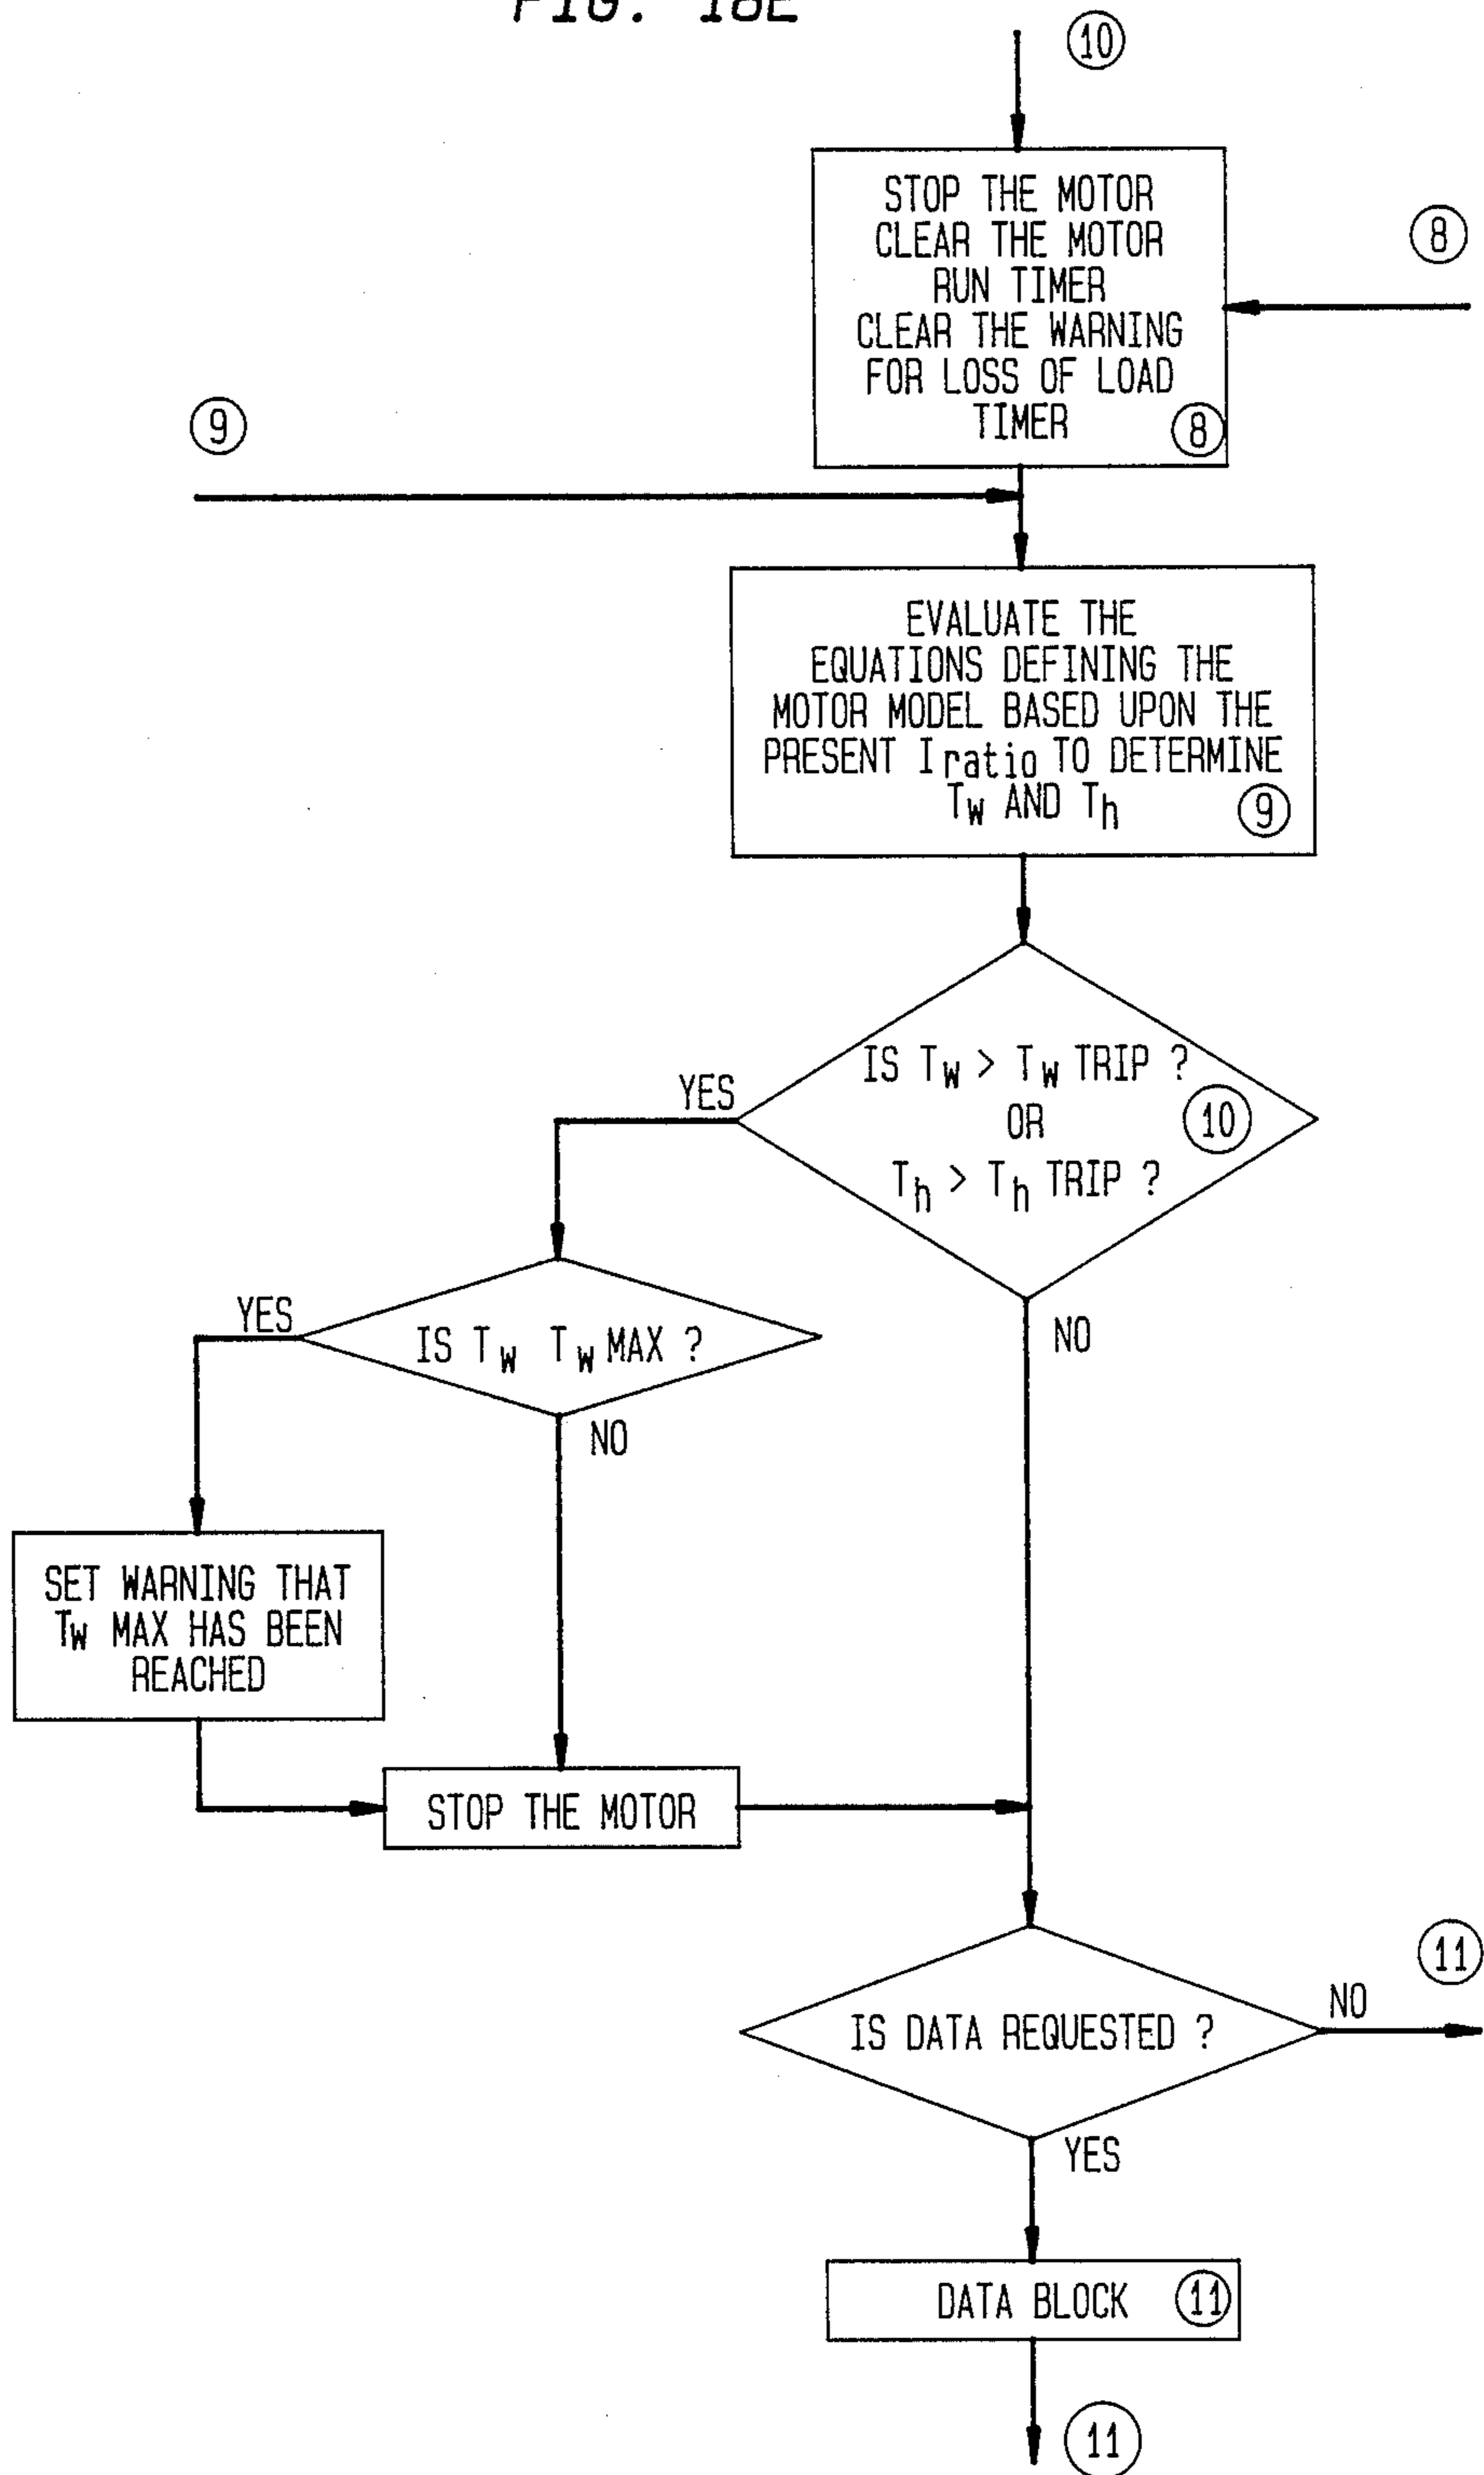 FIG. 18E
10
STOP THE MOTOR
CLEAR THE MOTOR
RUN TIMER
CLEAR THE WARNING
FOR LOSS OF LOAD
TIMER
8
8
9
EVALUATE THE
EQUATIONS DEFINING THE
MOTOR MODEL BASED UPON THE
PRESENT Iratio TO DETERMINE
Tw AND Th
9
IS Tw > Tw TRIP ?
OR
Th > Th TRIP ?
10
YES
NO
IS Tw Tw MAX ?
YES
NO
SET WARNING THAT
Tw MAX HAS BEEN
REACHED
STOP THE MOTOR
IS DATA REQUESTED ?
NO
11
YES
DATA BLOCK
11
11